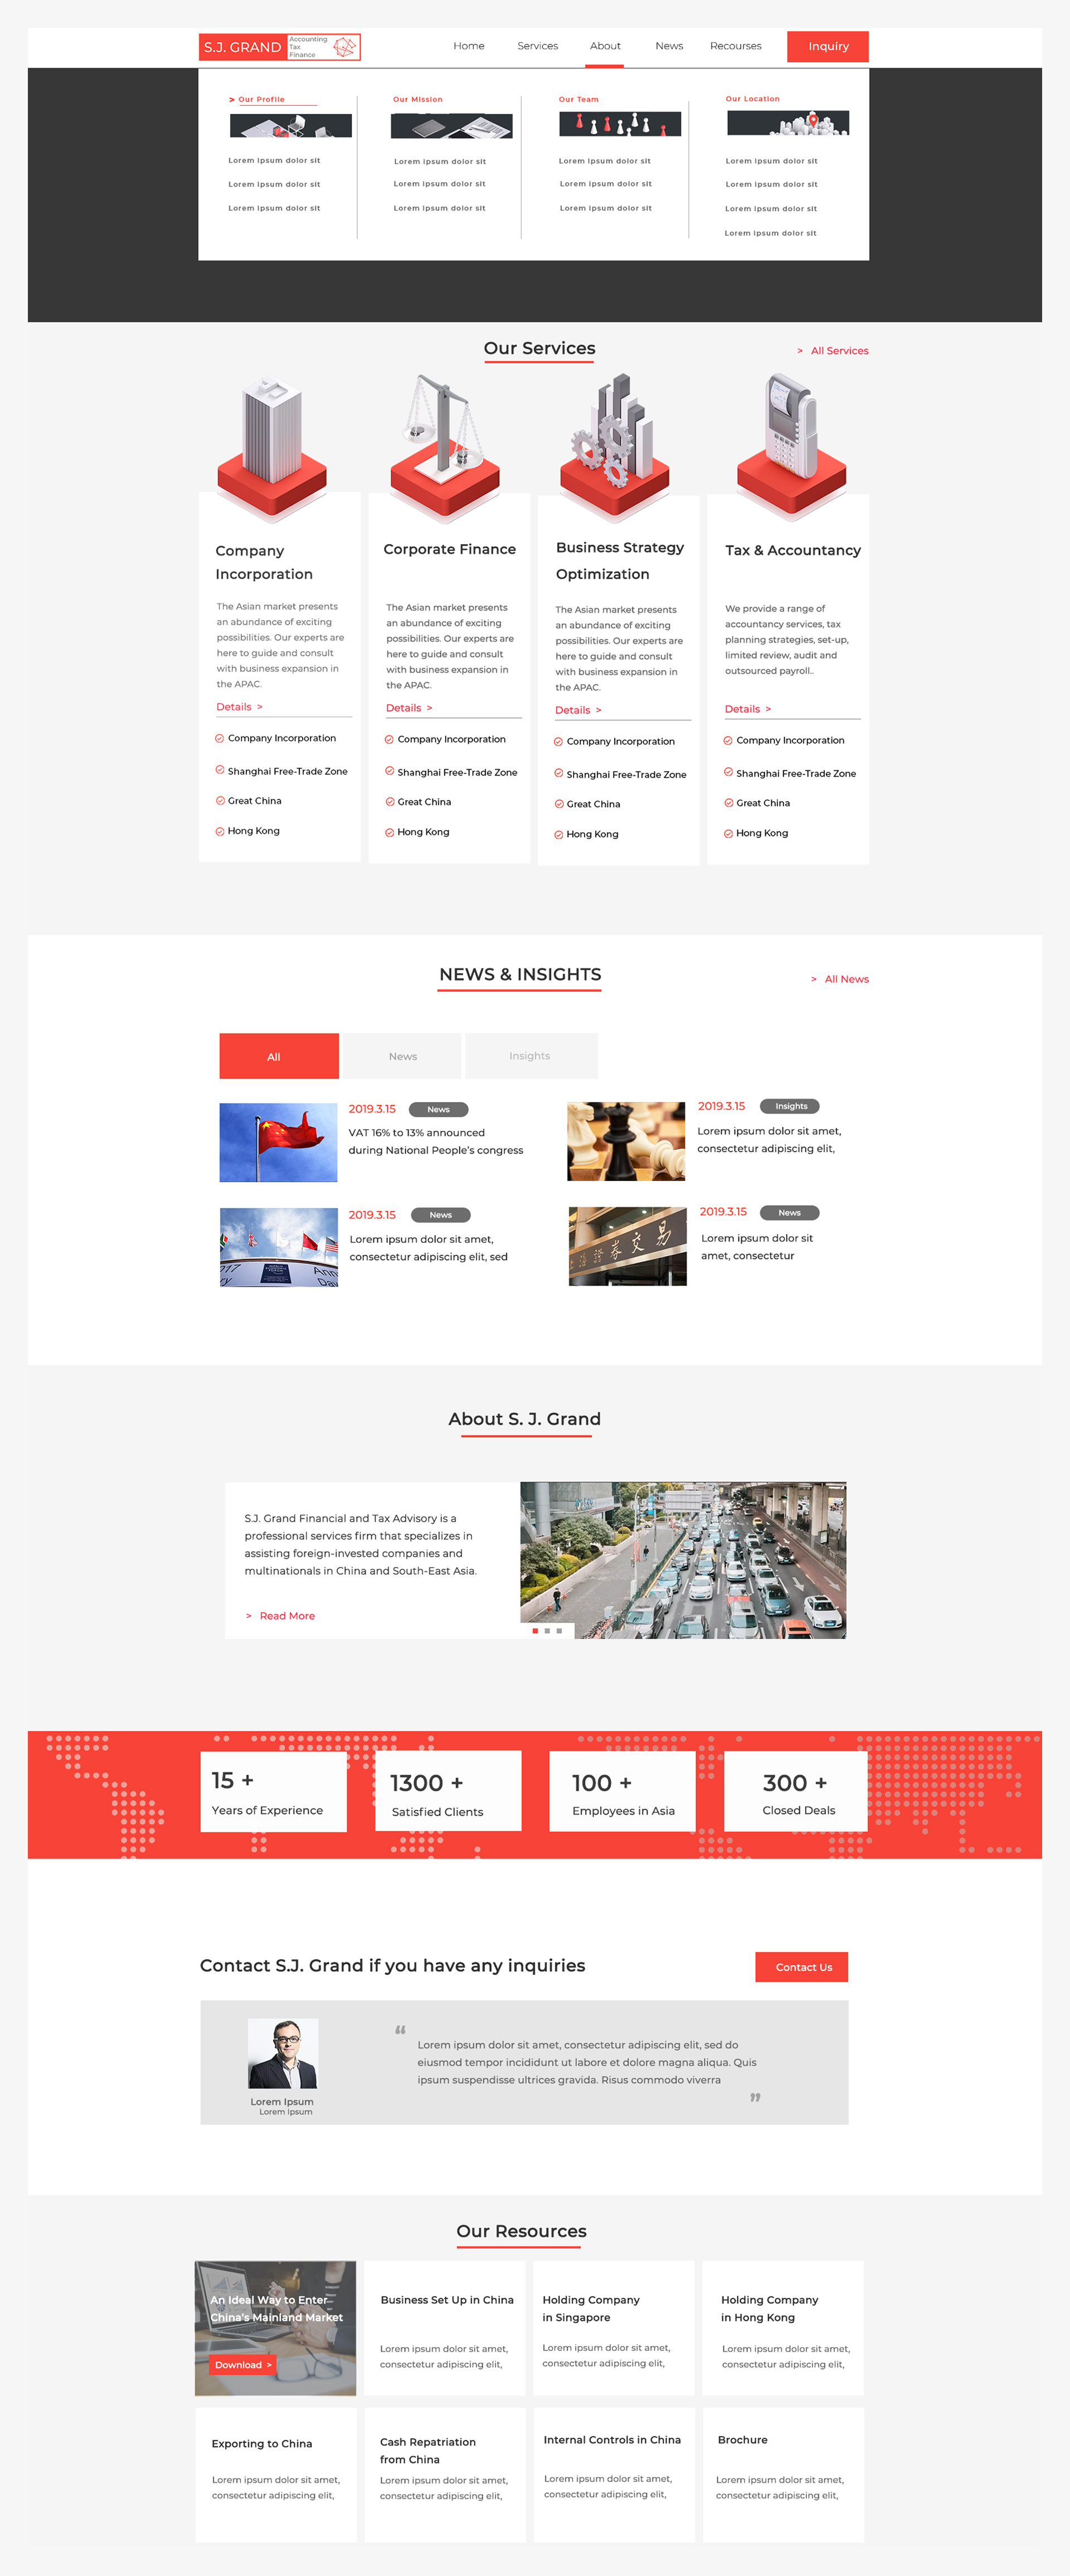 S.J. GRAND
Accounting
Tax
Finance
Home
Services
About
News
Recourses
Inquiry
> Our Profile
Lorem ipsum dolor sit
Lorem ipsum dolor sit
Lorem ipsum dolor sit
Our Mission
Lorem ipsum dolor sit
Lorem ipsum dolor sit
Lorem ipsum dolor sit
Our Team
Lorem ipsum dolor sit
Lorem ipsum dolor sit
Lorem ipsum dolor sit
Our Location
Lorem ipsum dolor sit
Lorem ipsum dolor sit
Lorem ipsum dolor sit
Lorem ipsum dolor sit
Our Services
> All Services
Company
Incorporation
The Asian market presents
an abundance of exciting
possibilities. Our experts are
here to guide and consult
with business expansion in
the APAC.
Details >
Company Incorporation
Shanghai Free-Trade Zone
Great China
Hong Kong
Corporate Finance
The Asian market presents
an abundance of exciting
possibilities. Our experts are
here to guide and consult
with business expansion in
the APAC.
Details >
Company Incorporation
Shanghai Free-Trade Zone
Great China
Hong Kong
Business Strategy
Optimization
The Asian market presents
an abundance of exciting
possibilities. Our experts are
here to guide and consult
with business expansion in
the APAC.
Details >
Company Incorporation
Shanghai Free-Trade Zone
Great China
Hong Kong
Tax & Accountancy
We provide a range of
accountancy services, tax
planning strategies, set-up,
limited review, audit and
outsourced payroll..
Details >
Company Incorporation
Shanghai Free-Trade Zone
Great China
Hong Kong
NEWS & INSIGHTS
> All News
All
News
Insights
2019.3.15
News
VAT 16% to 13% announced
during National People's congress
2019.3.15
Insights
Lorem ipsum dolor sit amet,
consectetur adipiscing elit,
2019.3.15
News
Lorem ipsum dolor sit amet,
consectetur adipiscing elit, sed
2019.3.15
News
Lorem ipsum dolor sit
amet, consectetur
海證券交易
About S. J. Grand
S.J. Grand Financial and Tax Advisory is a
professional services firm that specializes in
assisting foreign-invested companies and
multinationals in China and South-East Asia.
> Read More
15 +
Years of Experience
1300 +
Satisfied Clients
100 +
Employees in Asia
300 +
Closed Deals
Contact S.J. Grand if you have any inquiries
Contact Us
Lorem Ipsum
Lorem Ipsum
“
Lorem ipsum dolor sit amet, consectetur adipiscing elit, sed do
eiusmod tempor incididunt ut labore et dolore magna aliqua. Quis
ipsum suspendisse ultrices gravida. Risus commodo viverra
”
Our Resources
An Ideal Way to Enter
China's Mainland Market
Download >
Business Set Up in China
Lorem ipsum dolor sit amet,
consectetur adipiscing elit,
Holding Company
in Singapore
Lorem ipsum dolor sit amet,
consectetur adipiscing elit,
Holding Company
in Hong Kong
Lorem ipsum dolor sit amet,
consectetur adipiscing elit,
Exporting to China
Lorem ipsum dolor sit amet,
consectetur adipiscing elit,
Cash Repatriation
from China
Lorem ipsum dolor sit amet,
consectetur adipiscing elit,
Internal Controls in China
Lorem ipsum dolor sit amet,
consectetur adipiscing elit,
Brochure
Lorem ipsum dolor sit amet,
consectetur adipiscing elit,